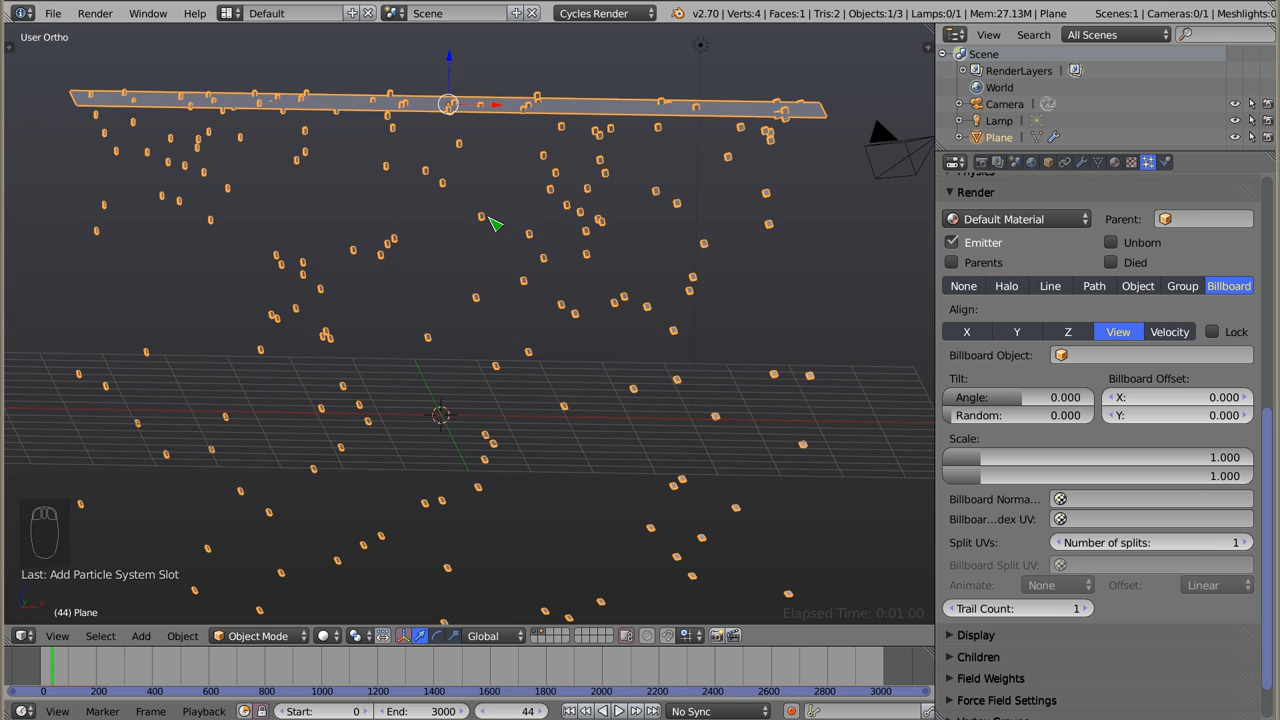 File Render Window Help Default Scene Cycles Render v2.70 | Verts:4 | Faces:1 | Tris:2 | Objects:1/3 | Lamps:0/1 | Mem:27.13M | Plane Scenes:1 | Cameras:0/1 | Meshlights:0
User Ortho
View Search All Scenes
Scene
RenderLayers
World
Camera
Lamp
Plane
Render
Default Material Parent:
Emitter Unborn
Parents Died
None Halo Line Path Object Group Billboard
Align:
X Y Z View Velocity Lock
Billboard Object:
Tilt: Billboard Offset:
Angle: 0.000 X: 0.000
Random: 0.000 Y: 0.000
Scale:
1.000
1.000
Billboard Norma...
Billboar...dex UV:
Split UVs: Number of splits: 1
Billboard Split UV:
Animate: None Offset: Linear
Trail Count: 1
Display
Children
Field Weights
Force Field Settings
Last: Add Particle System Slot
(44) Plane
Elapsed Time: 0:01:00
View Select Add Object Object Mode Global
0 200 400 600 800 1000 1200 1400 1600 1800 2000 2200 2400 2600 2800 3000
View Marker Frame Playback Start: 0 End: 3000 44 No Sync